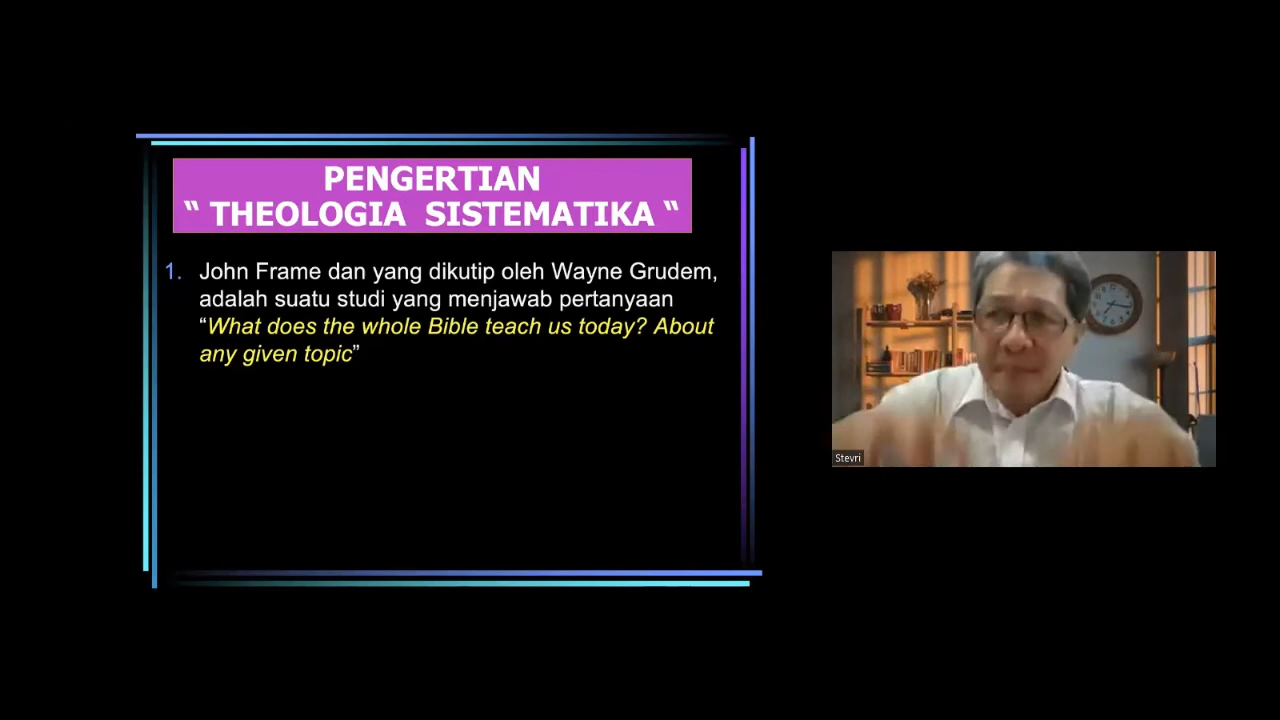 PENGERTIAN
“ THEOLOGIA SISTEMATIKA “
1. John Frame dan yang dikutip oleh Wayne Grudem,
adalah suatu studi yang menjawab pertanyaan
“What does the whole Bible teach us today? About
any given topic”
Stevri